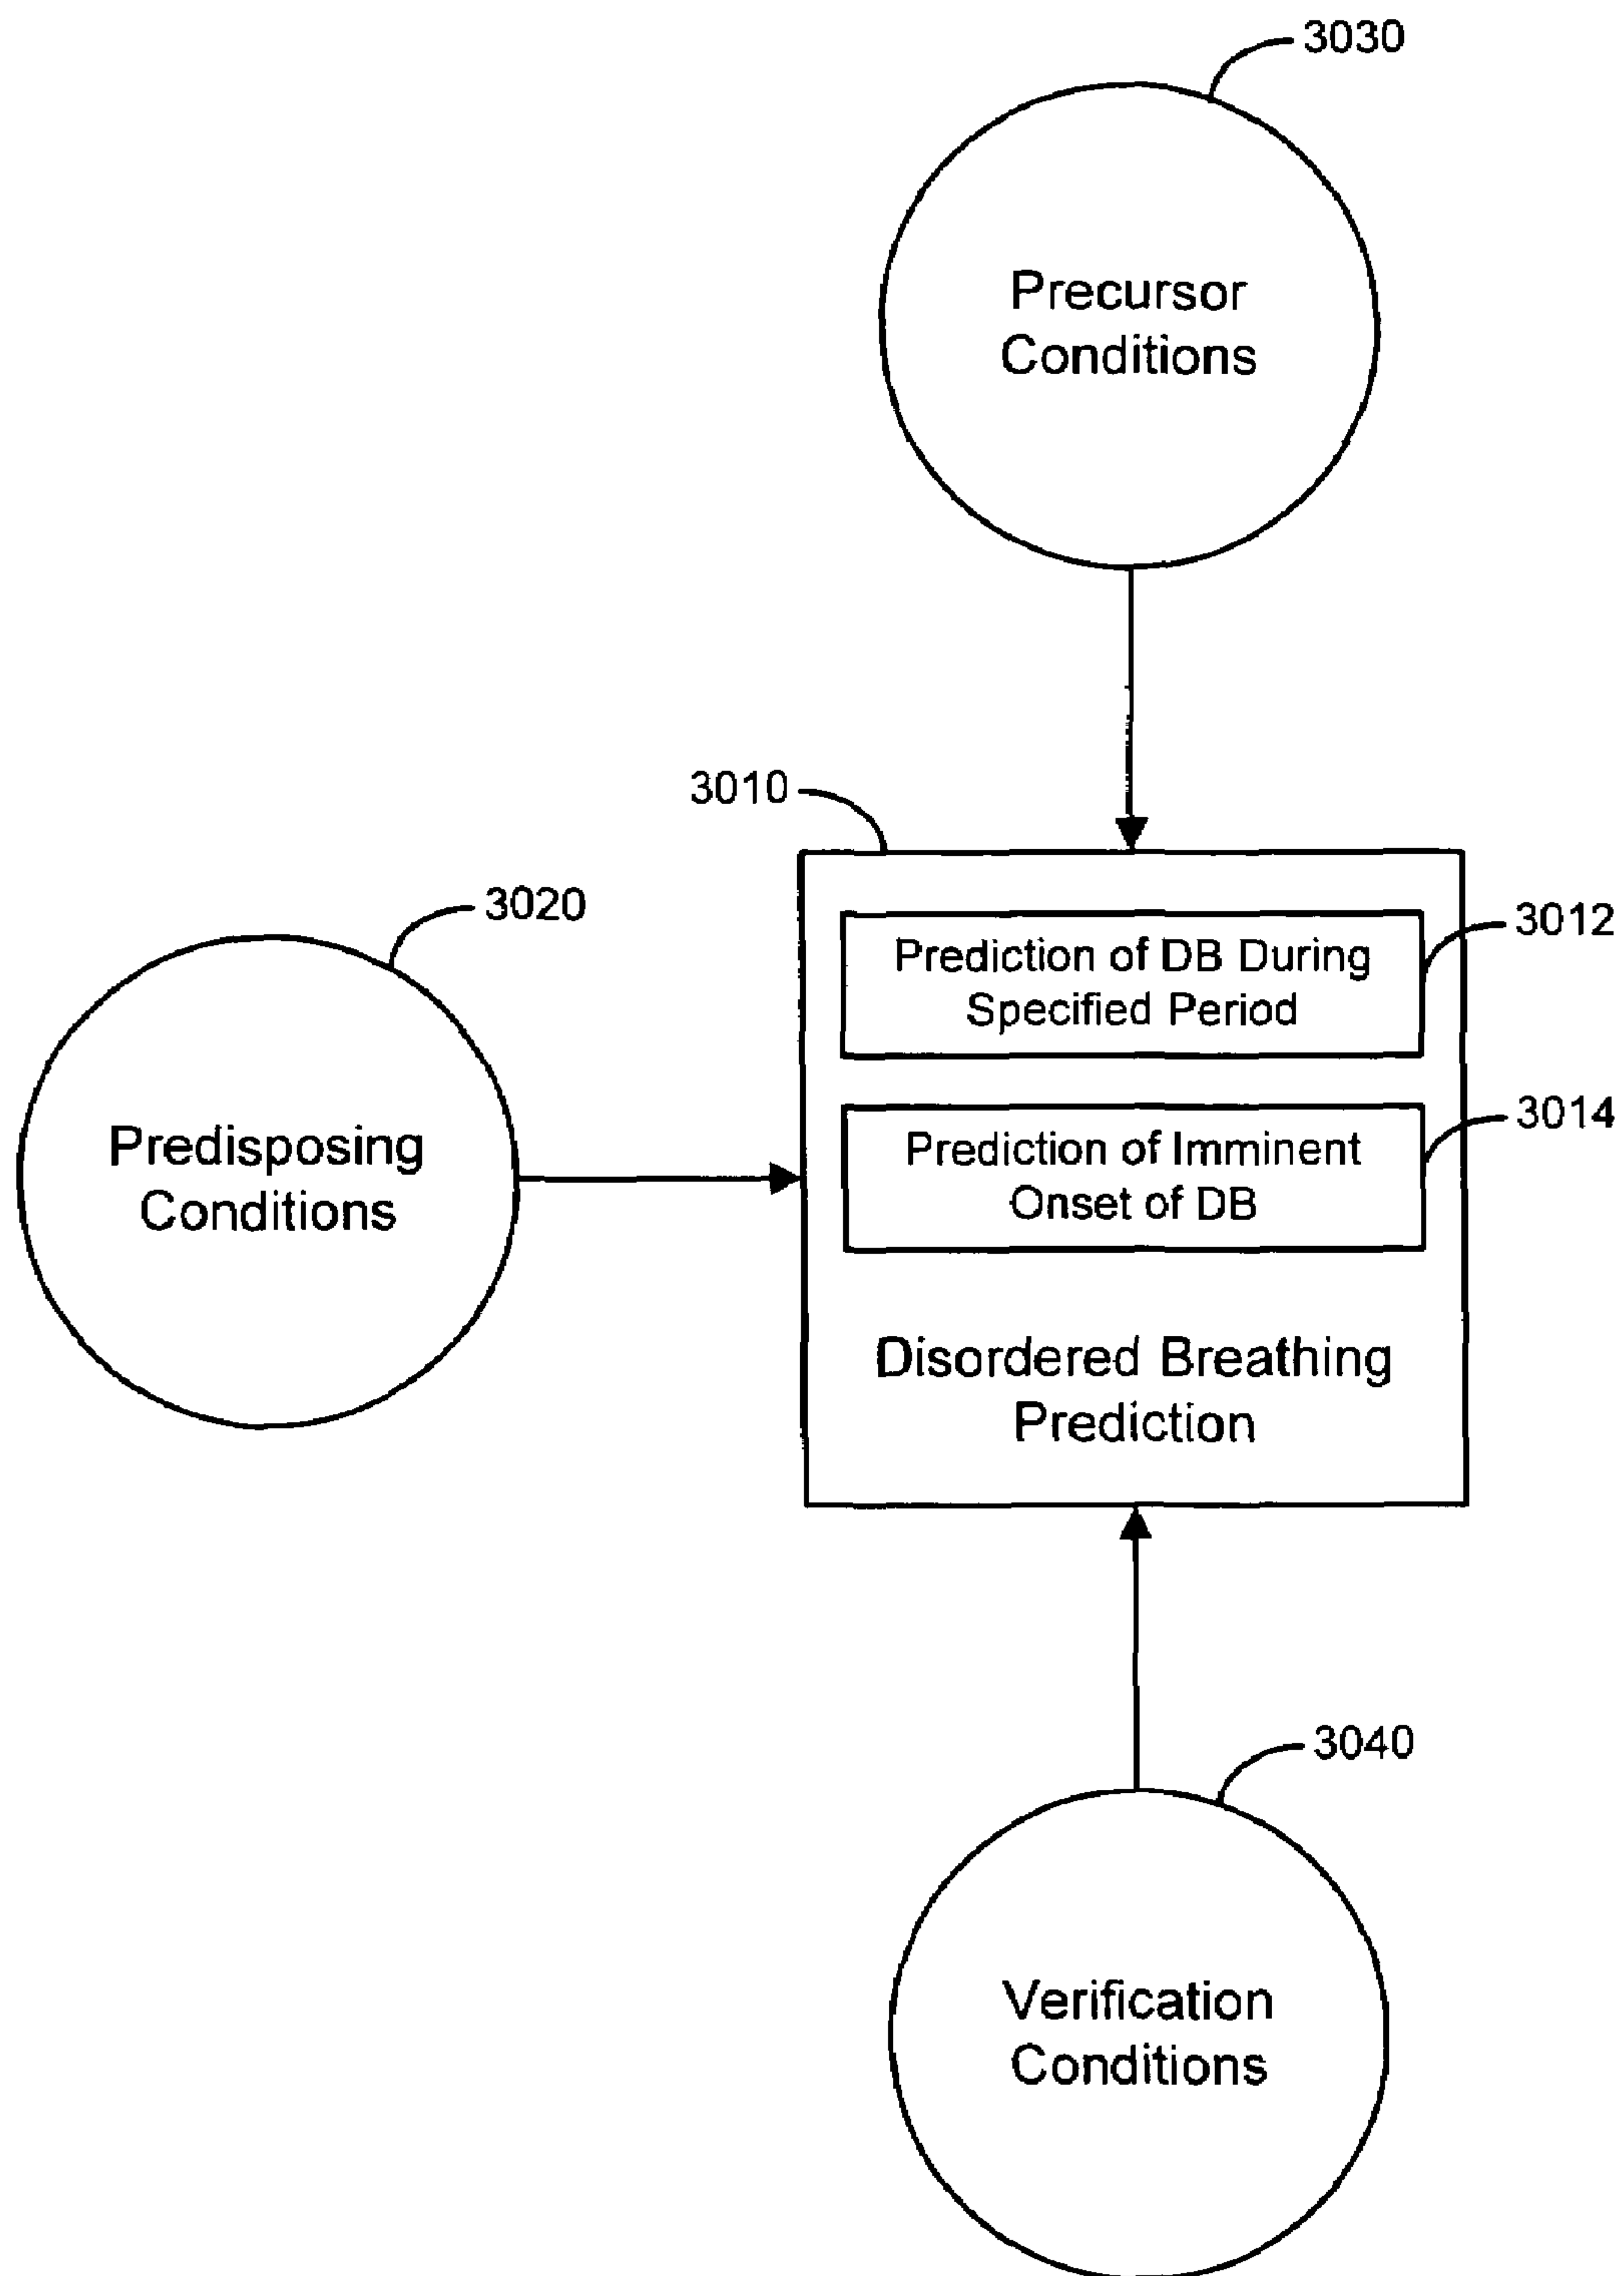 3030
Precursor
Conditions
3010
3020
3012
Prediction of DB During
Specified Period
3014
Prediction of Imminent
Onset of DB
Predisposing
Conditions
Disordered Breathing
Prediction
3040
Verification
Conditions